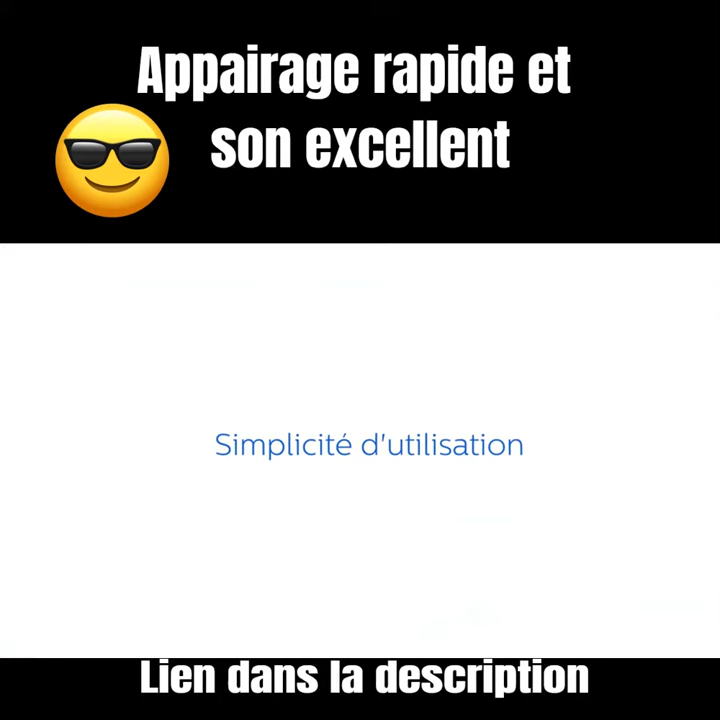 Appairage rapide et
son excellent
Simplicité d'utilisation
Lien dans la description